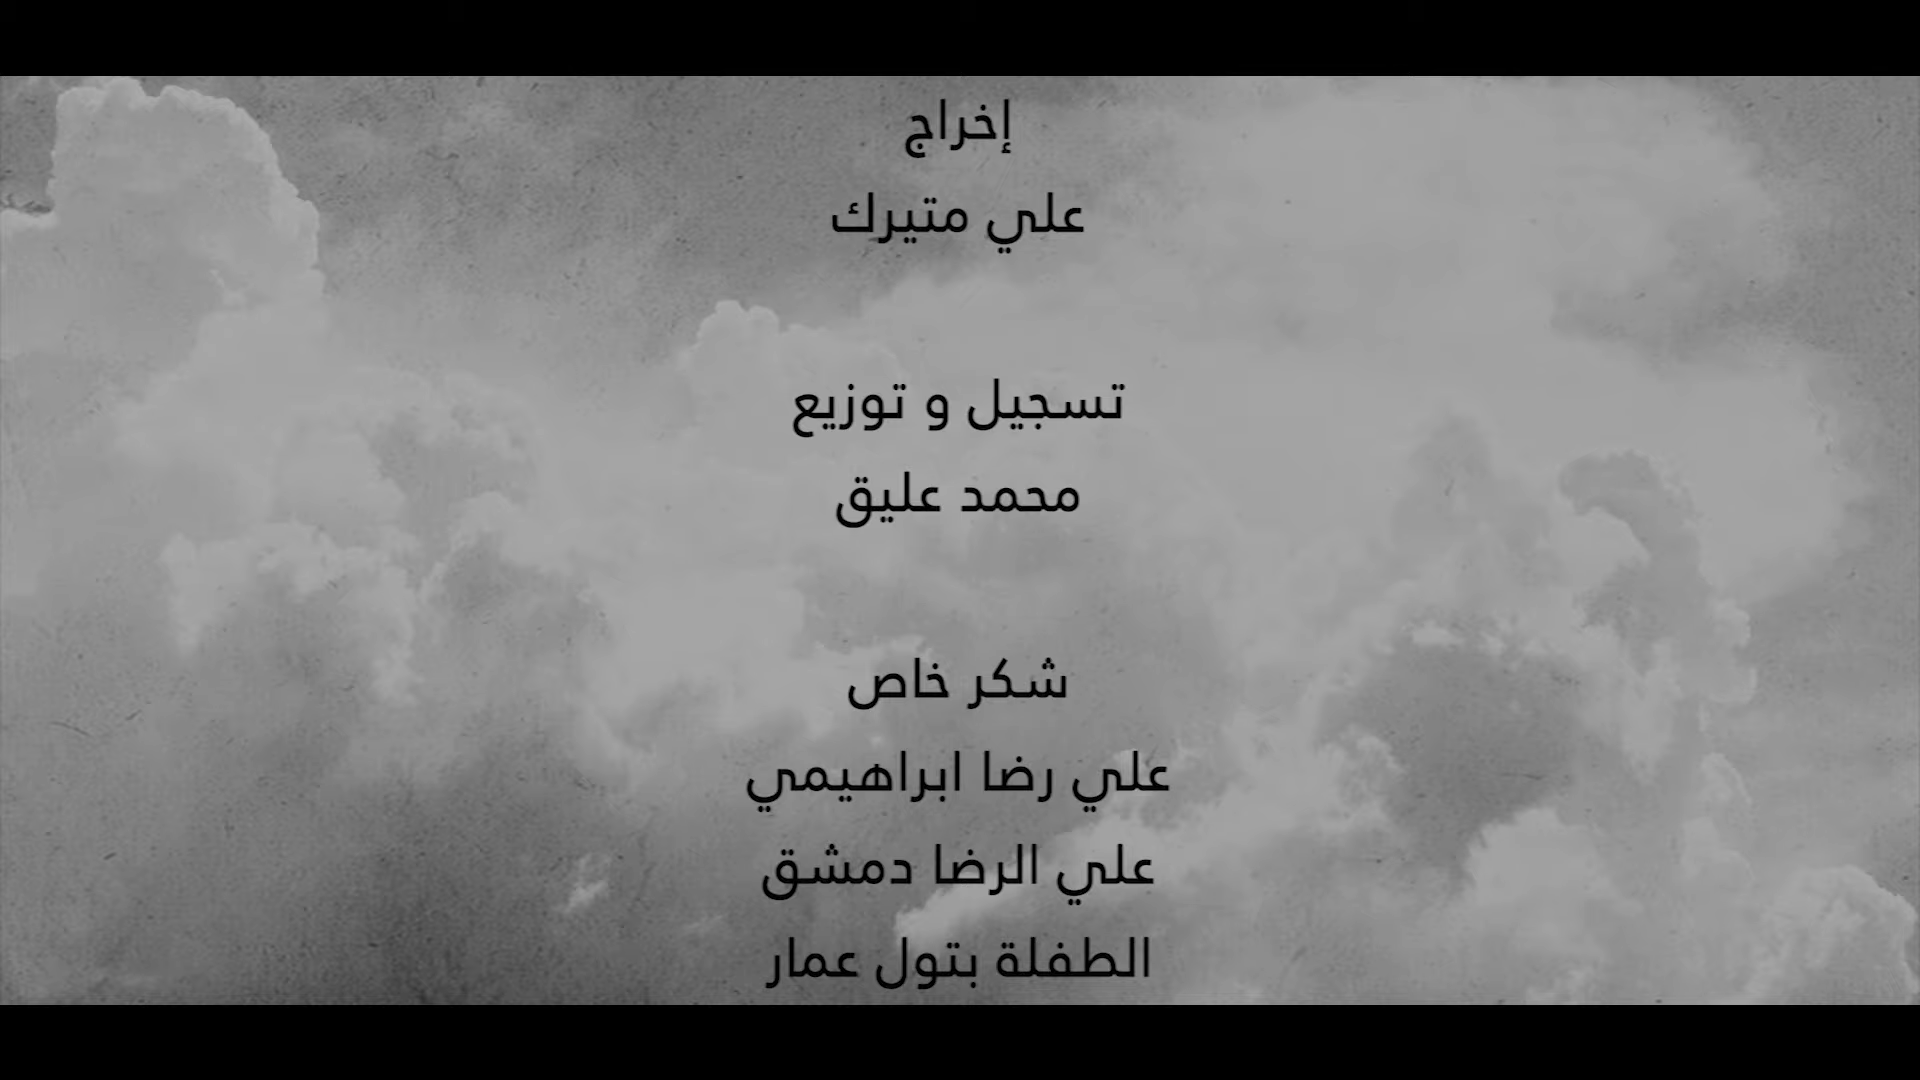 إخراج
علي متيرك
تسجيل و توزيع
محمد عليق
شكر خاص
علي رضا ابراهيمي
علي الرضا دمشق
الطفلة بتول عمار